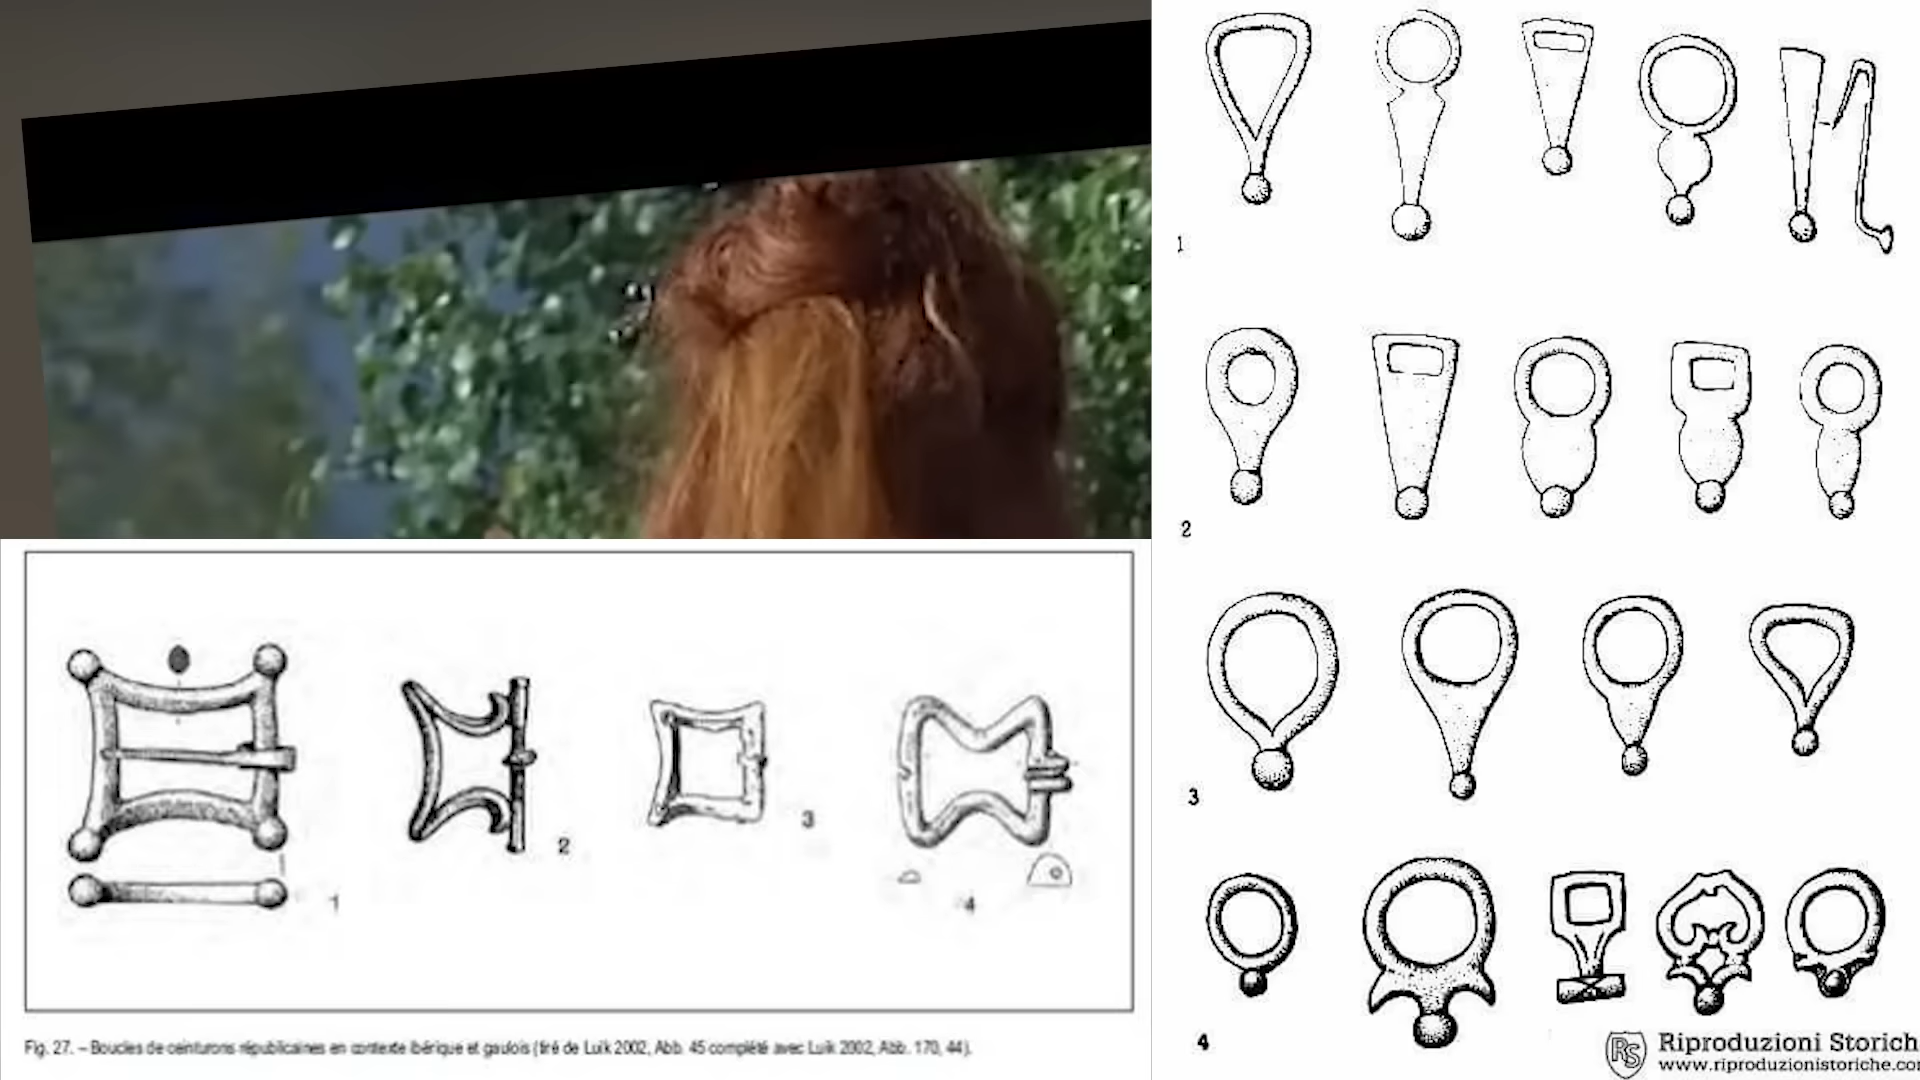 1
2
3
4
1
2
3
4
Fig. 27. – Boucles de ceinturons républicaines en contexte ibérique et gaulois (tiré de Luik 2002, Abb. 45 complété avec Luik 2002, Abb. 170, 44).
RS
Riproduzioni Storich
www.riproduzionistoriche.co